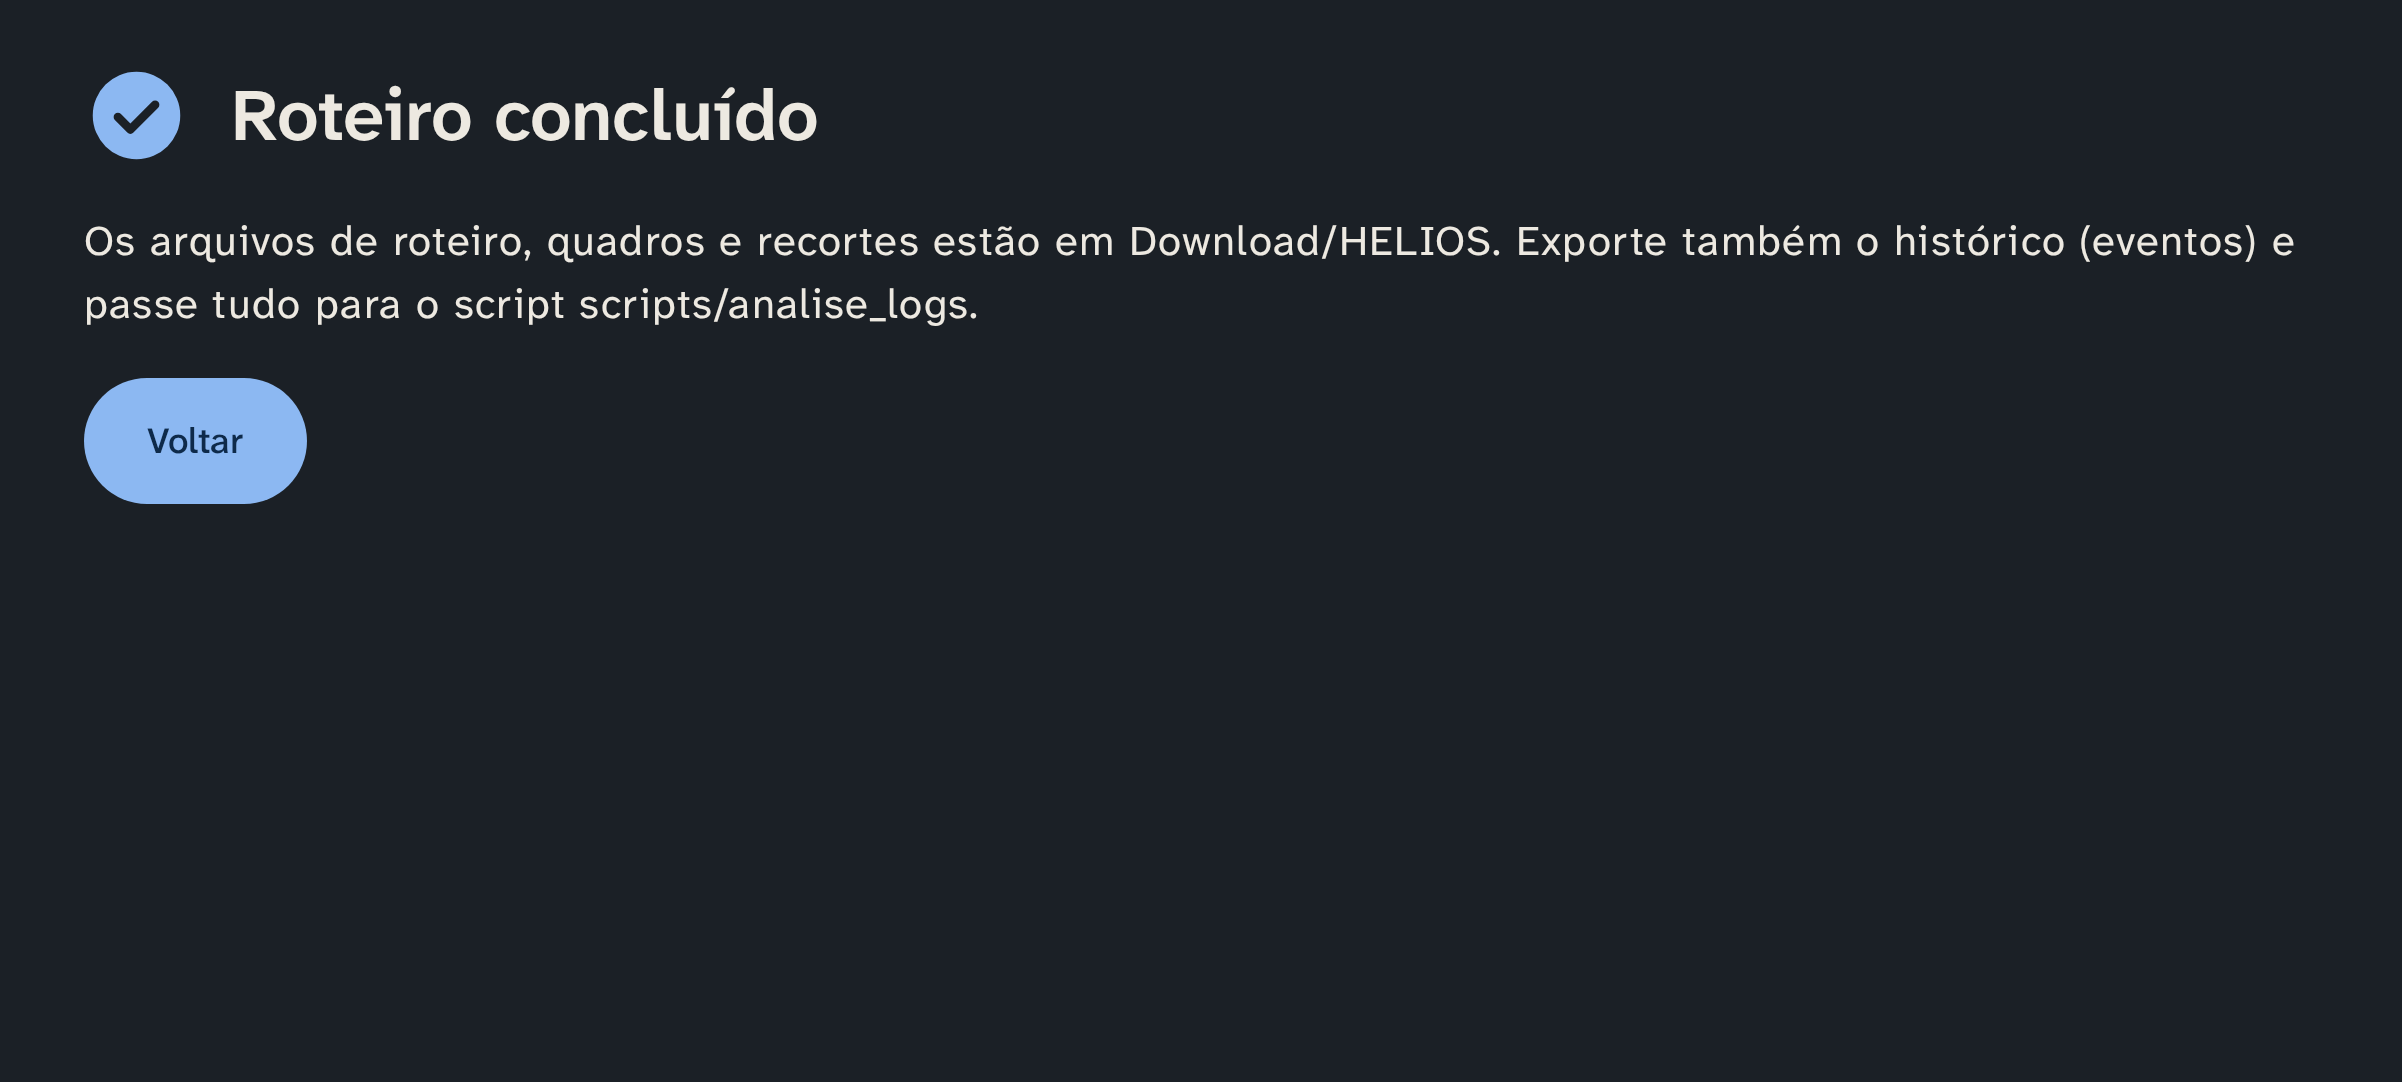 Roteiro concluído
Os arquivos de roteiro, quadros e recortes estão em Download/HELIOS. Exporte também o histórico (eventos) e
passe tudo para o script scripts/analise_logs.
Voltar